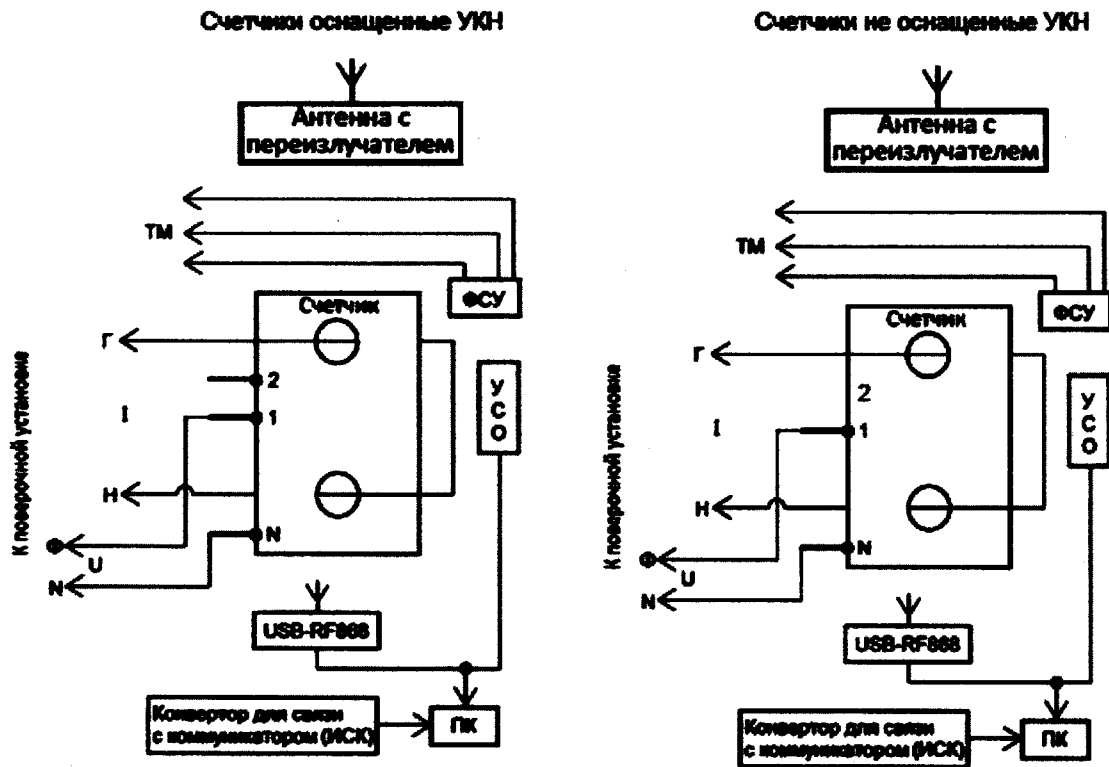 Счетчики оснащенные УКН
Антенна с
переизлучателем
ТМ
ФСУ
Счетчик
Г
2
1
I
У
С
О
Н
N
Ф
U
N
К поверочной установке
USB-RF868
Конвертор для связи
с коммуникатором (ИСК)
ПК
Счетчики не оснащенные УКН
Антенна с
переизлучателем
ТМ
ФСУ
Счетчик
Г
2
1
I
У
С
О
Н
N
Ф
U
N
К поверочной установке
USB-RF868
Конвертор для связи
с коммуникатором (ИСК)
ПК